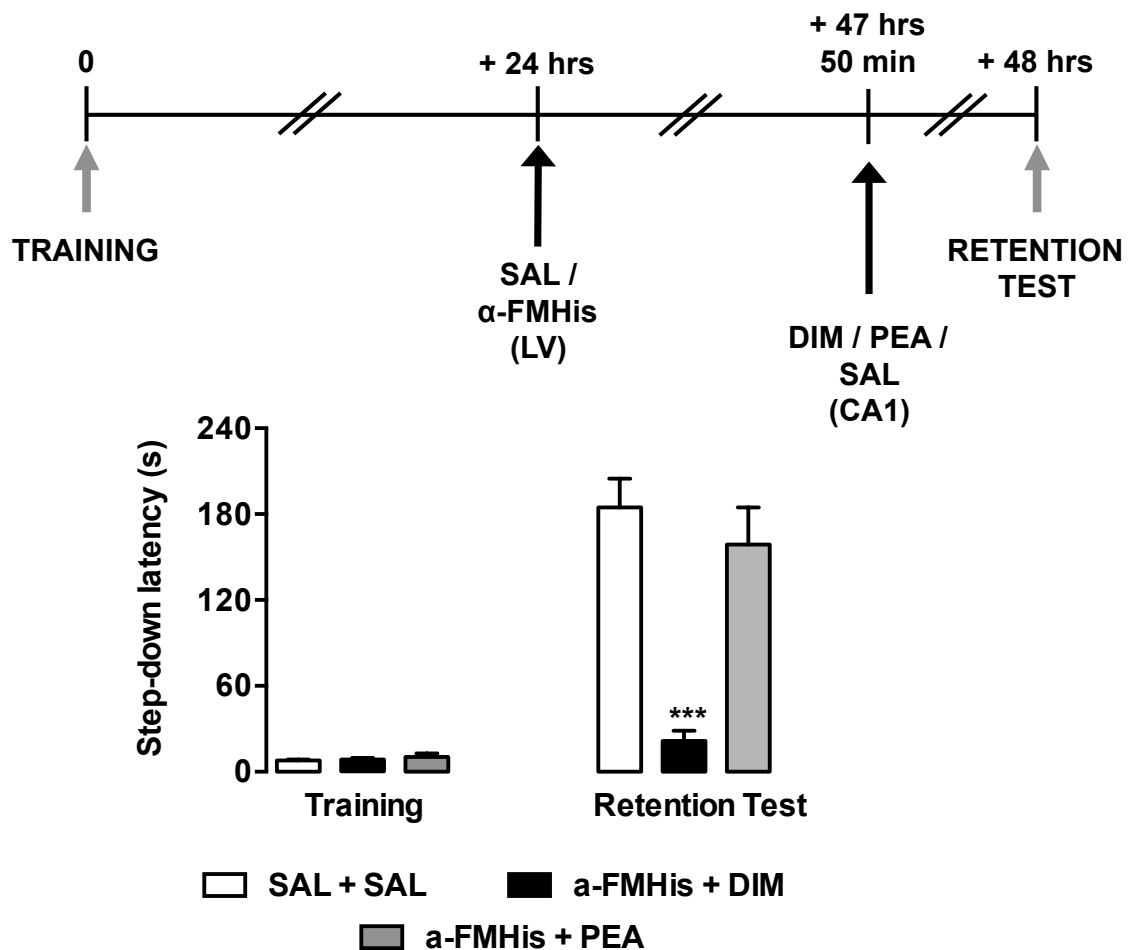 0
+ 24 hrs
+ 47 hrs
50 min
+ 48 hrs
TRAINING
SAL /
α-FMHis
(LV)
DIM / PEA /
SAL
(CA1)
RETENTION
TEST
Step-down latency (s)
240
180
120
60
0
***
Training
Retention Test
SAL + SAL
a-FMHis + DIM
a-FMHis + PEA